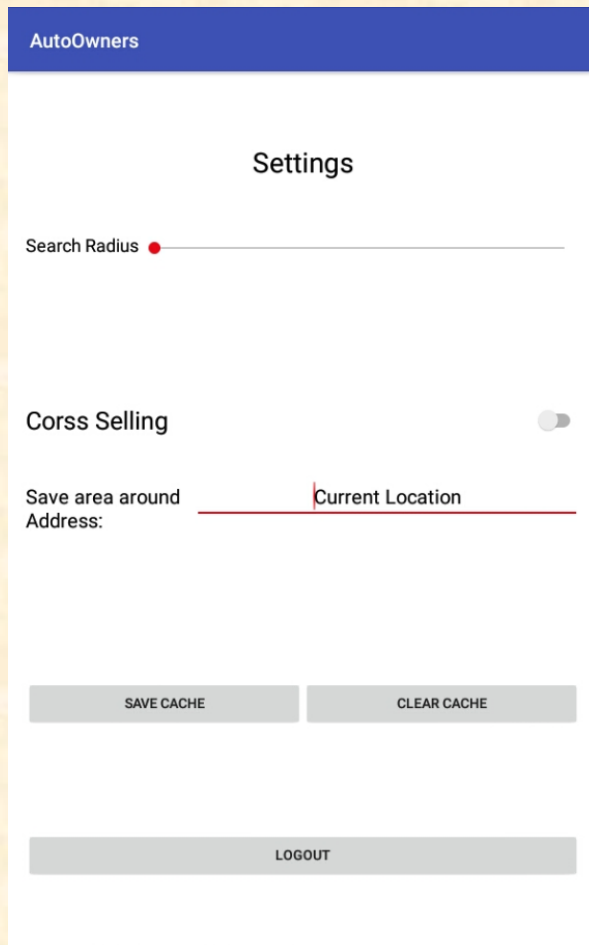 AutoOwners
Settings
Search Radius
Corss Selling
Save area around
Address:
Current Location
SAVE CACHE
CLEAR CACHE
LOGOUT